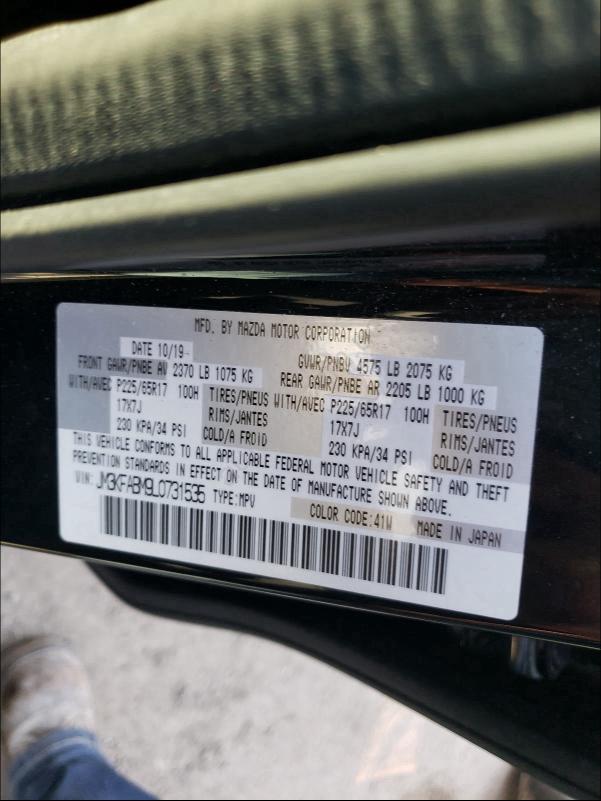 MFD. BY MAZDA MOTOR CORPORATION
DATE 10/19 GVWR/PNBV 4575 LB 2075 KG
FRONT GAWR/PNBE AV 2370 LB 1075 KG REAR GAWR/PNBE AR 2205 LB 1000 KG
WITH/AVEC P225/65R17 100H TIRES/PNEUS WITH/AVEC P225/65R17 100H TIRES/PNEUS
17X7J RIMS/JANTES 17X7J RIMS/JANTES
230 KPA/34 PSI COLD/A FROID 230 KPA/34 PSI COLD/A FROID
THIS VEHICLE CONFORMS TO ALL APPLICABLE FEDERAL MOTOR VEHICLE SAFETY AND THEFT
PREVENTION STANDARDS IN EFFECT ON THE DATE OF MANUFACTURE SHOWN ABOVE.
VIN: JM3KFABM9L0731535 TYPE:MPV
COLOR CODE:41W MADE IN JAPAN